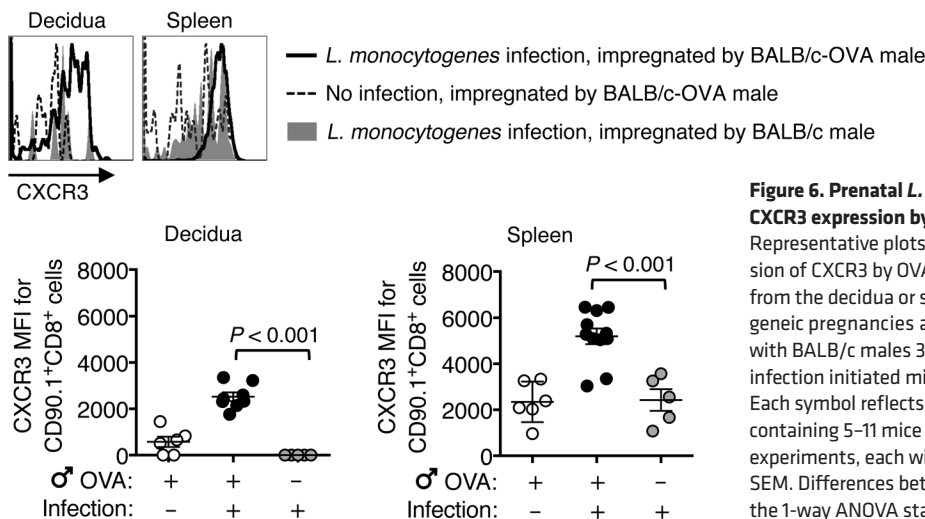 Decidua
Spleen
L. monocytogenes infection, impregnated by BALB/c-OVA male
No infection, impregnated by BALB/c-OVA male
L. monocytogenes infection, impregnated by BALB/c male
CXCR3
Decidua
CXCR3 MFI for
CD90.1⁺CD8⁺ cells
8000
6000
4000
2000
0
P < 0.001
♂ OVA: + + –
Infection: – + +
Spleen
CXCR3 MFI for
CD90.1⁺CD8⁺ cells
8000
6000
4000
2000
0
P < 0.001
♂ OVA: + + –
Infection: – + +
Figure 6. Prenatal L.
CXCR3 expression by
Representative plots
sion of CXCR3 by OVA
from the decidua or s
geneic pregnancies a
with BALB/c males 3
infection initiated mi
Each symbol reflects
containing 5–11 mice
experiments, each wi
SEM. Differences bet
the 1-way ANOVA sta